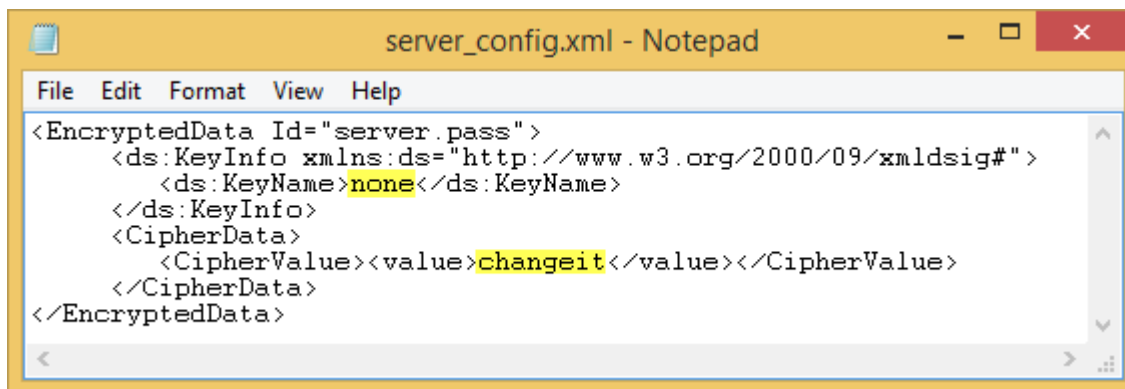 server_config.xml - Notepad
File Edit Format View Help
<EncryptedData Id="server.pass">
      <ds:KeyInfo xmlns:ds="http://www.w3.org/2000/09/xmldsig#">
         <ds:KeyName>none</ds:KeyName>
      </ds:KeyInfo>
      <CipherData>
         <CipherValue><value>changeit</value></CipherValue>
      </CipherData>
</EncryptedData>